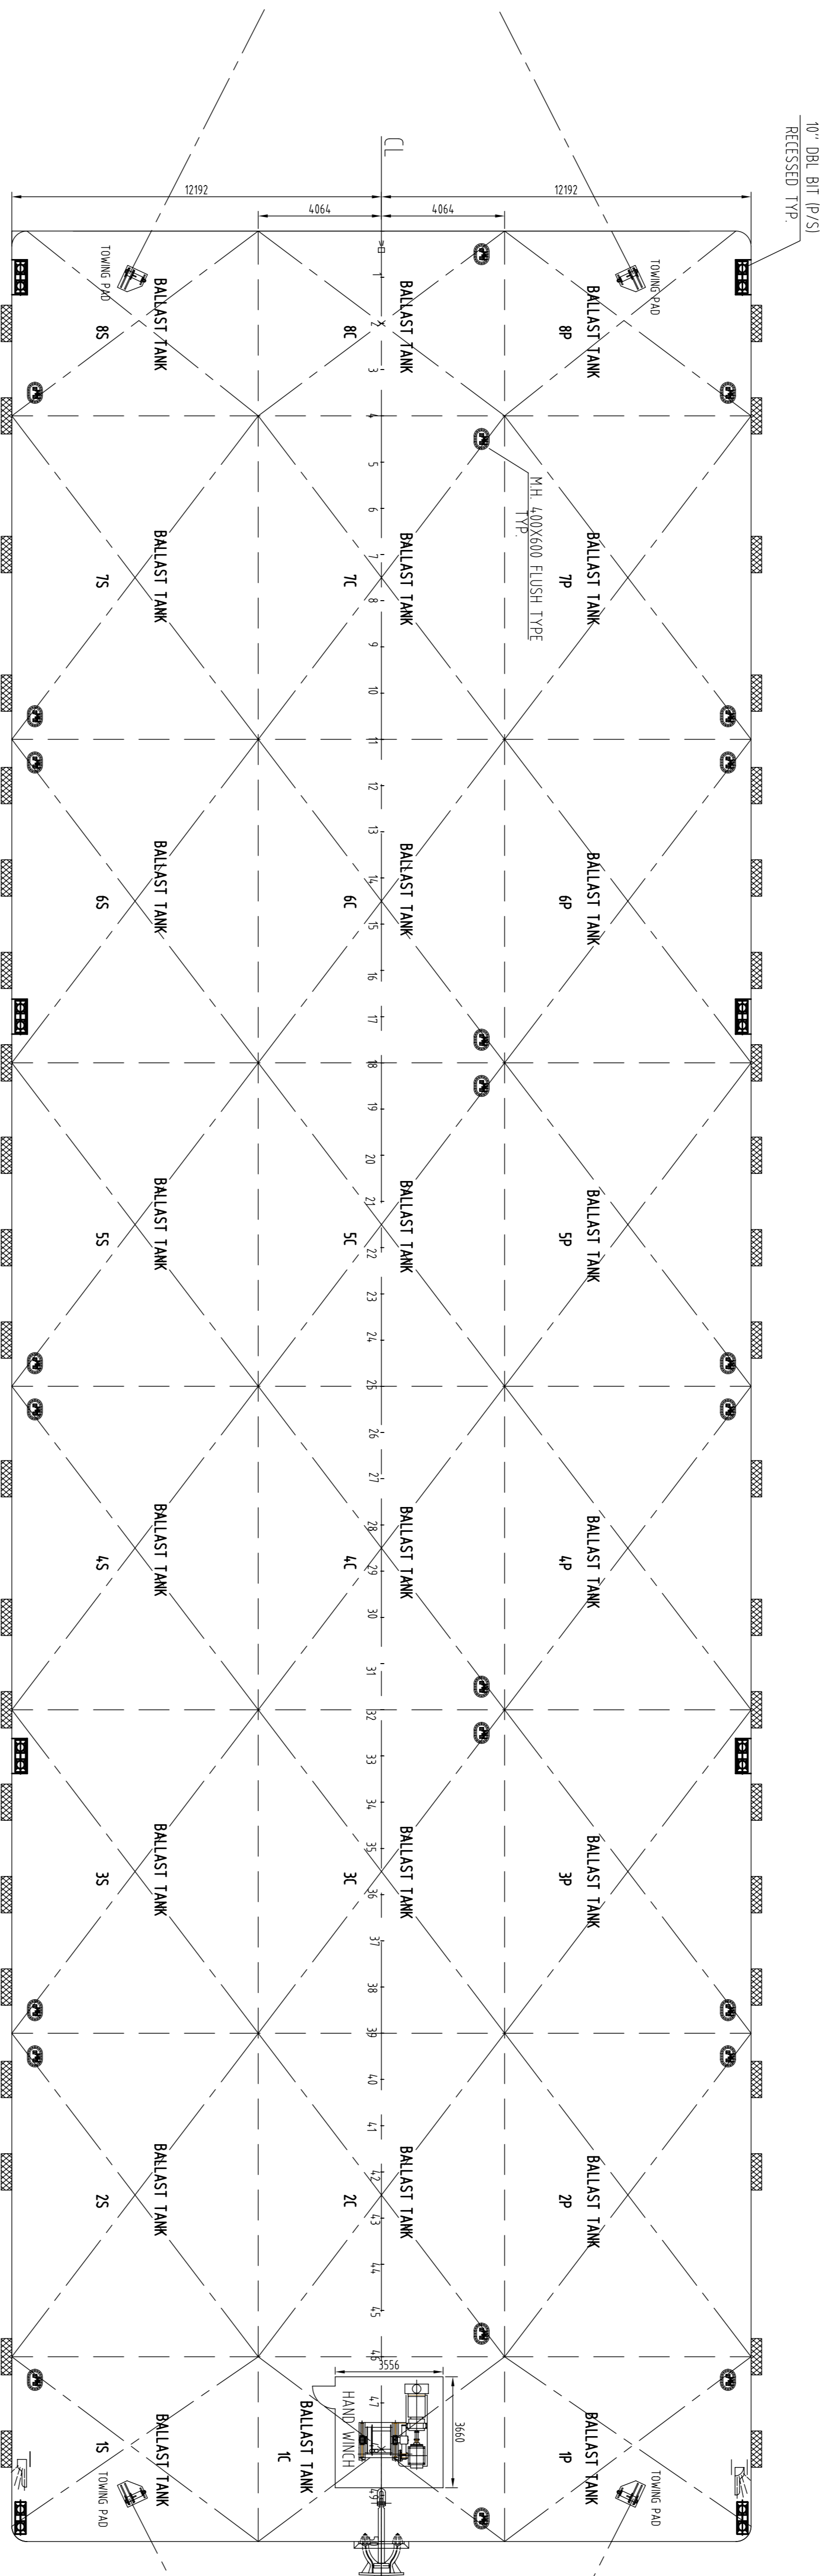 10" DBL BIT (P/S)
RECESSED TYP.
CL
12192
12192
4064
4064
TOWING PAD
TOWING PAD
BALLAST TANK
8P
BALLAST TANK
8C
BALLAST TANK
8S
M.H. 400X600 FLUSH TYPE
TYP.
BALLAST TANK
7P
BALLAST TANK
7C
BALLAST TANK
7S
BALLAST TANK
6P
BALLAST TANK
6C
BALLAST TANK
6S
BALLAST TANK
5P
BALLAST TANK
5C
BALLAST TANK
5S
BALLAST TANK
4P
BALLAST TANK
4C
BALLAST TANK
4S
BALLAST TANK
3P
BALLAST TANK
3C
BALLAST TANK
3S
BALLAST TANK
2P
BALLAST TANK
2C
BALLAST TANK
2S
BALLAST TANK
1P
BALLAST TANK
1C
BALLAST TANK
1S
1 2 3 4 5 6 7 8 9 10 11 12 13 14 15 16 17 18 19 20 21 22 23 24 25 26 27 28 29 30 31 32 33 34 35 36 37 38 39 40 41 42 43 44 45 46 47 49
3556
3660
HAND WINCH
TOWING PAD
TOWING PAD